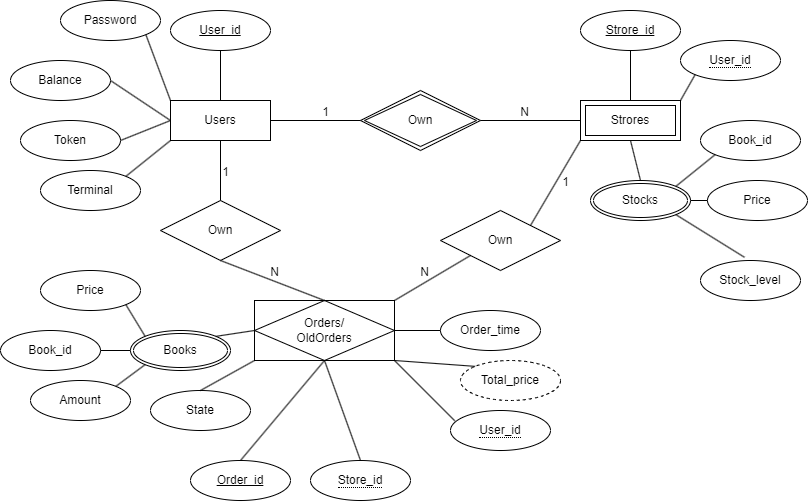 Password
User_id
Strore_id
User_id
Balance
Users
1
Own
N
Strores
Token
Book_id
Terminal
1
1
Stocks
Price
Own
Own
N
N
Stock_level
Price
Orders/
OldOrders
Order_time
Book_id
Books
Total_price
Amount
State
User_id
Order_id
Store_id